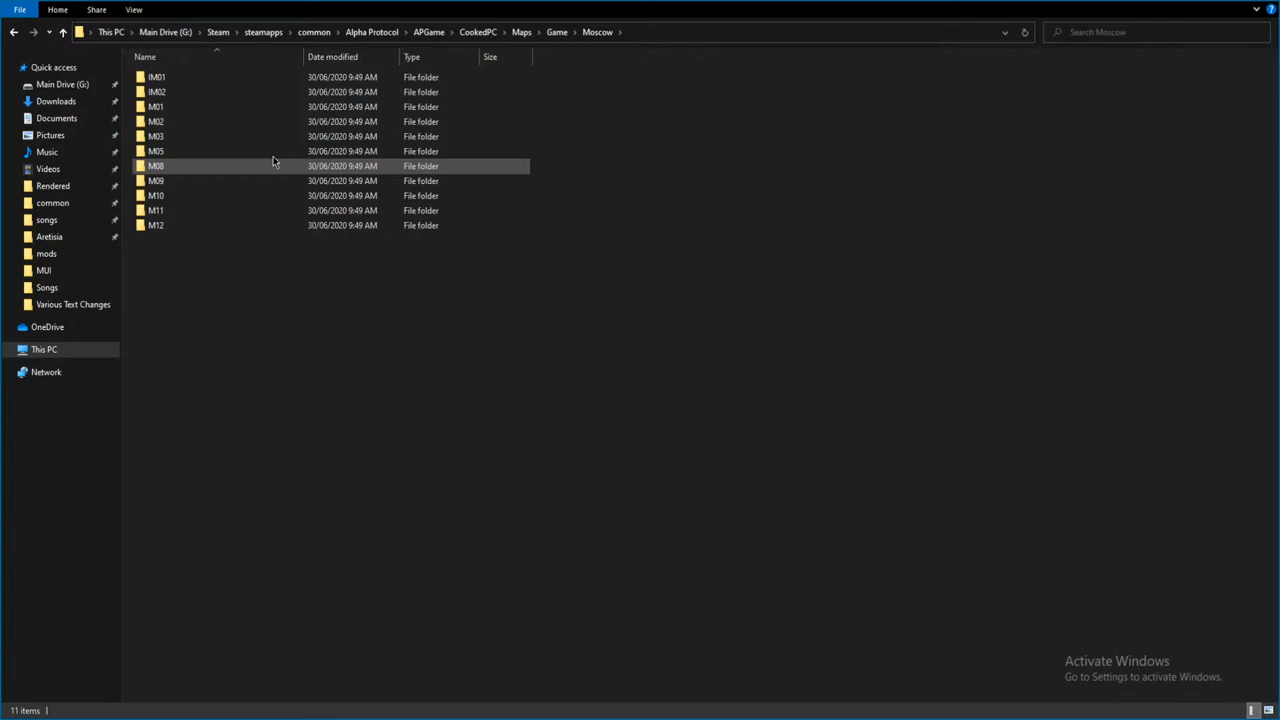 File Home Share View
This PC Main Drive (G:) Steam steamapps common Alpha Protocol APGame CookedPC Maps Game Moscow
Search Moscow
Name Date modified Type Size
Quick access
Main Drive (G:)
Downloads
Documents
Pictures
Music
Videos
Rendered
common
songs
Aretisia
mods
MUI
Songs
Various Text Changes
OneDrive
This PC
Network
IM01 30/06/2020 9:49 AM File folder
IM02 30/06/2020 9:49 AM File folder
M01 30/06/2020 9:49 AM File folder
M02 30/06/2020 9:49 AM File folder
M03 30/06/2020 9:49 AM File folder
M05 30/06/2020 9:49 AM File folder
M08 30/06/2020 9:49 AM File folder
M09 30/06/2020 9:49 AM File folder
M10 30/06/2020 9:49 AM File folder
M11 30/06/2020 9:49 AM File folder
M12 30/06/2020 9:49 AM File folder
Activate Windows
Go to Settings to activate Windows.
11 items